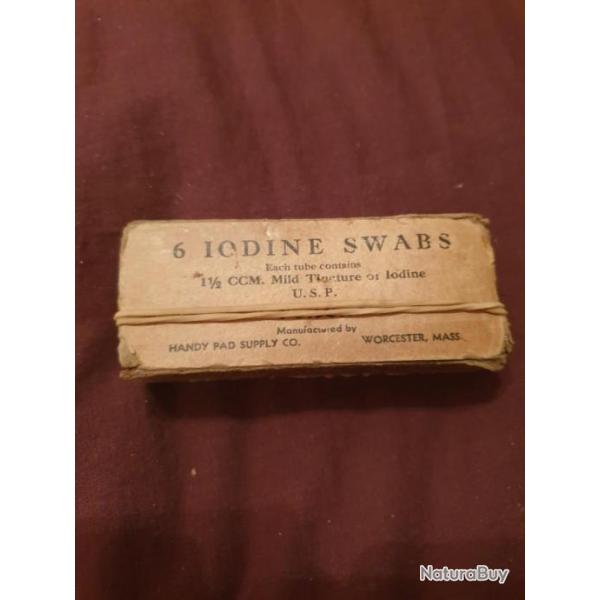 6 IODINE SWABS
Each tube contains
1½ CCM. Mild Tincture of Iodine
U.S.P.
Manufactured by
HANDY PAD SUPPLY CO. WORCESTER, MASS.
NaturaBuy